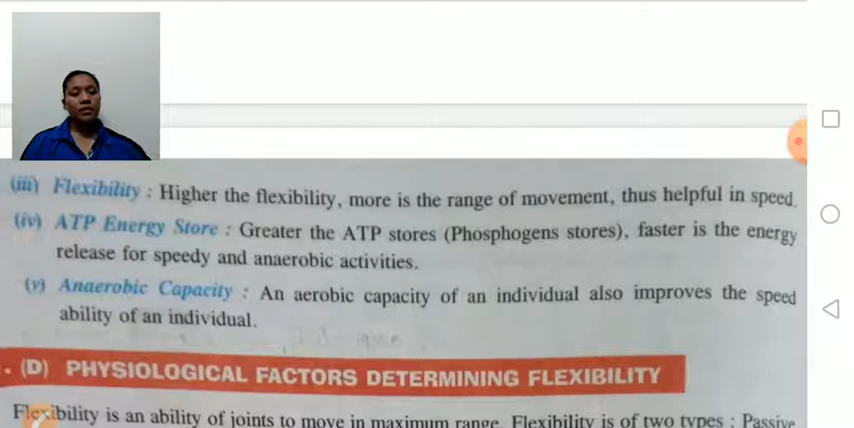 (iii) Flexibility : Higher the flexibility, more is the range of movement, thus helpful in speed.
(iv) ATP Energy Store : Greater the ATP stores (Phosphogens stores), faster is the energy
release for speedy and anaerobic activities.
(v) Anaerobic Capacity : An aerobic capacity of an individual also improves the speed
ability of an individual.
(D) PHYSIOLOGICAL FACTORS DETERMINING FLEXIBILITY
Flexibility is an ability of joints to move in maximum range. Flexibility is of two types : Passive